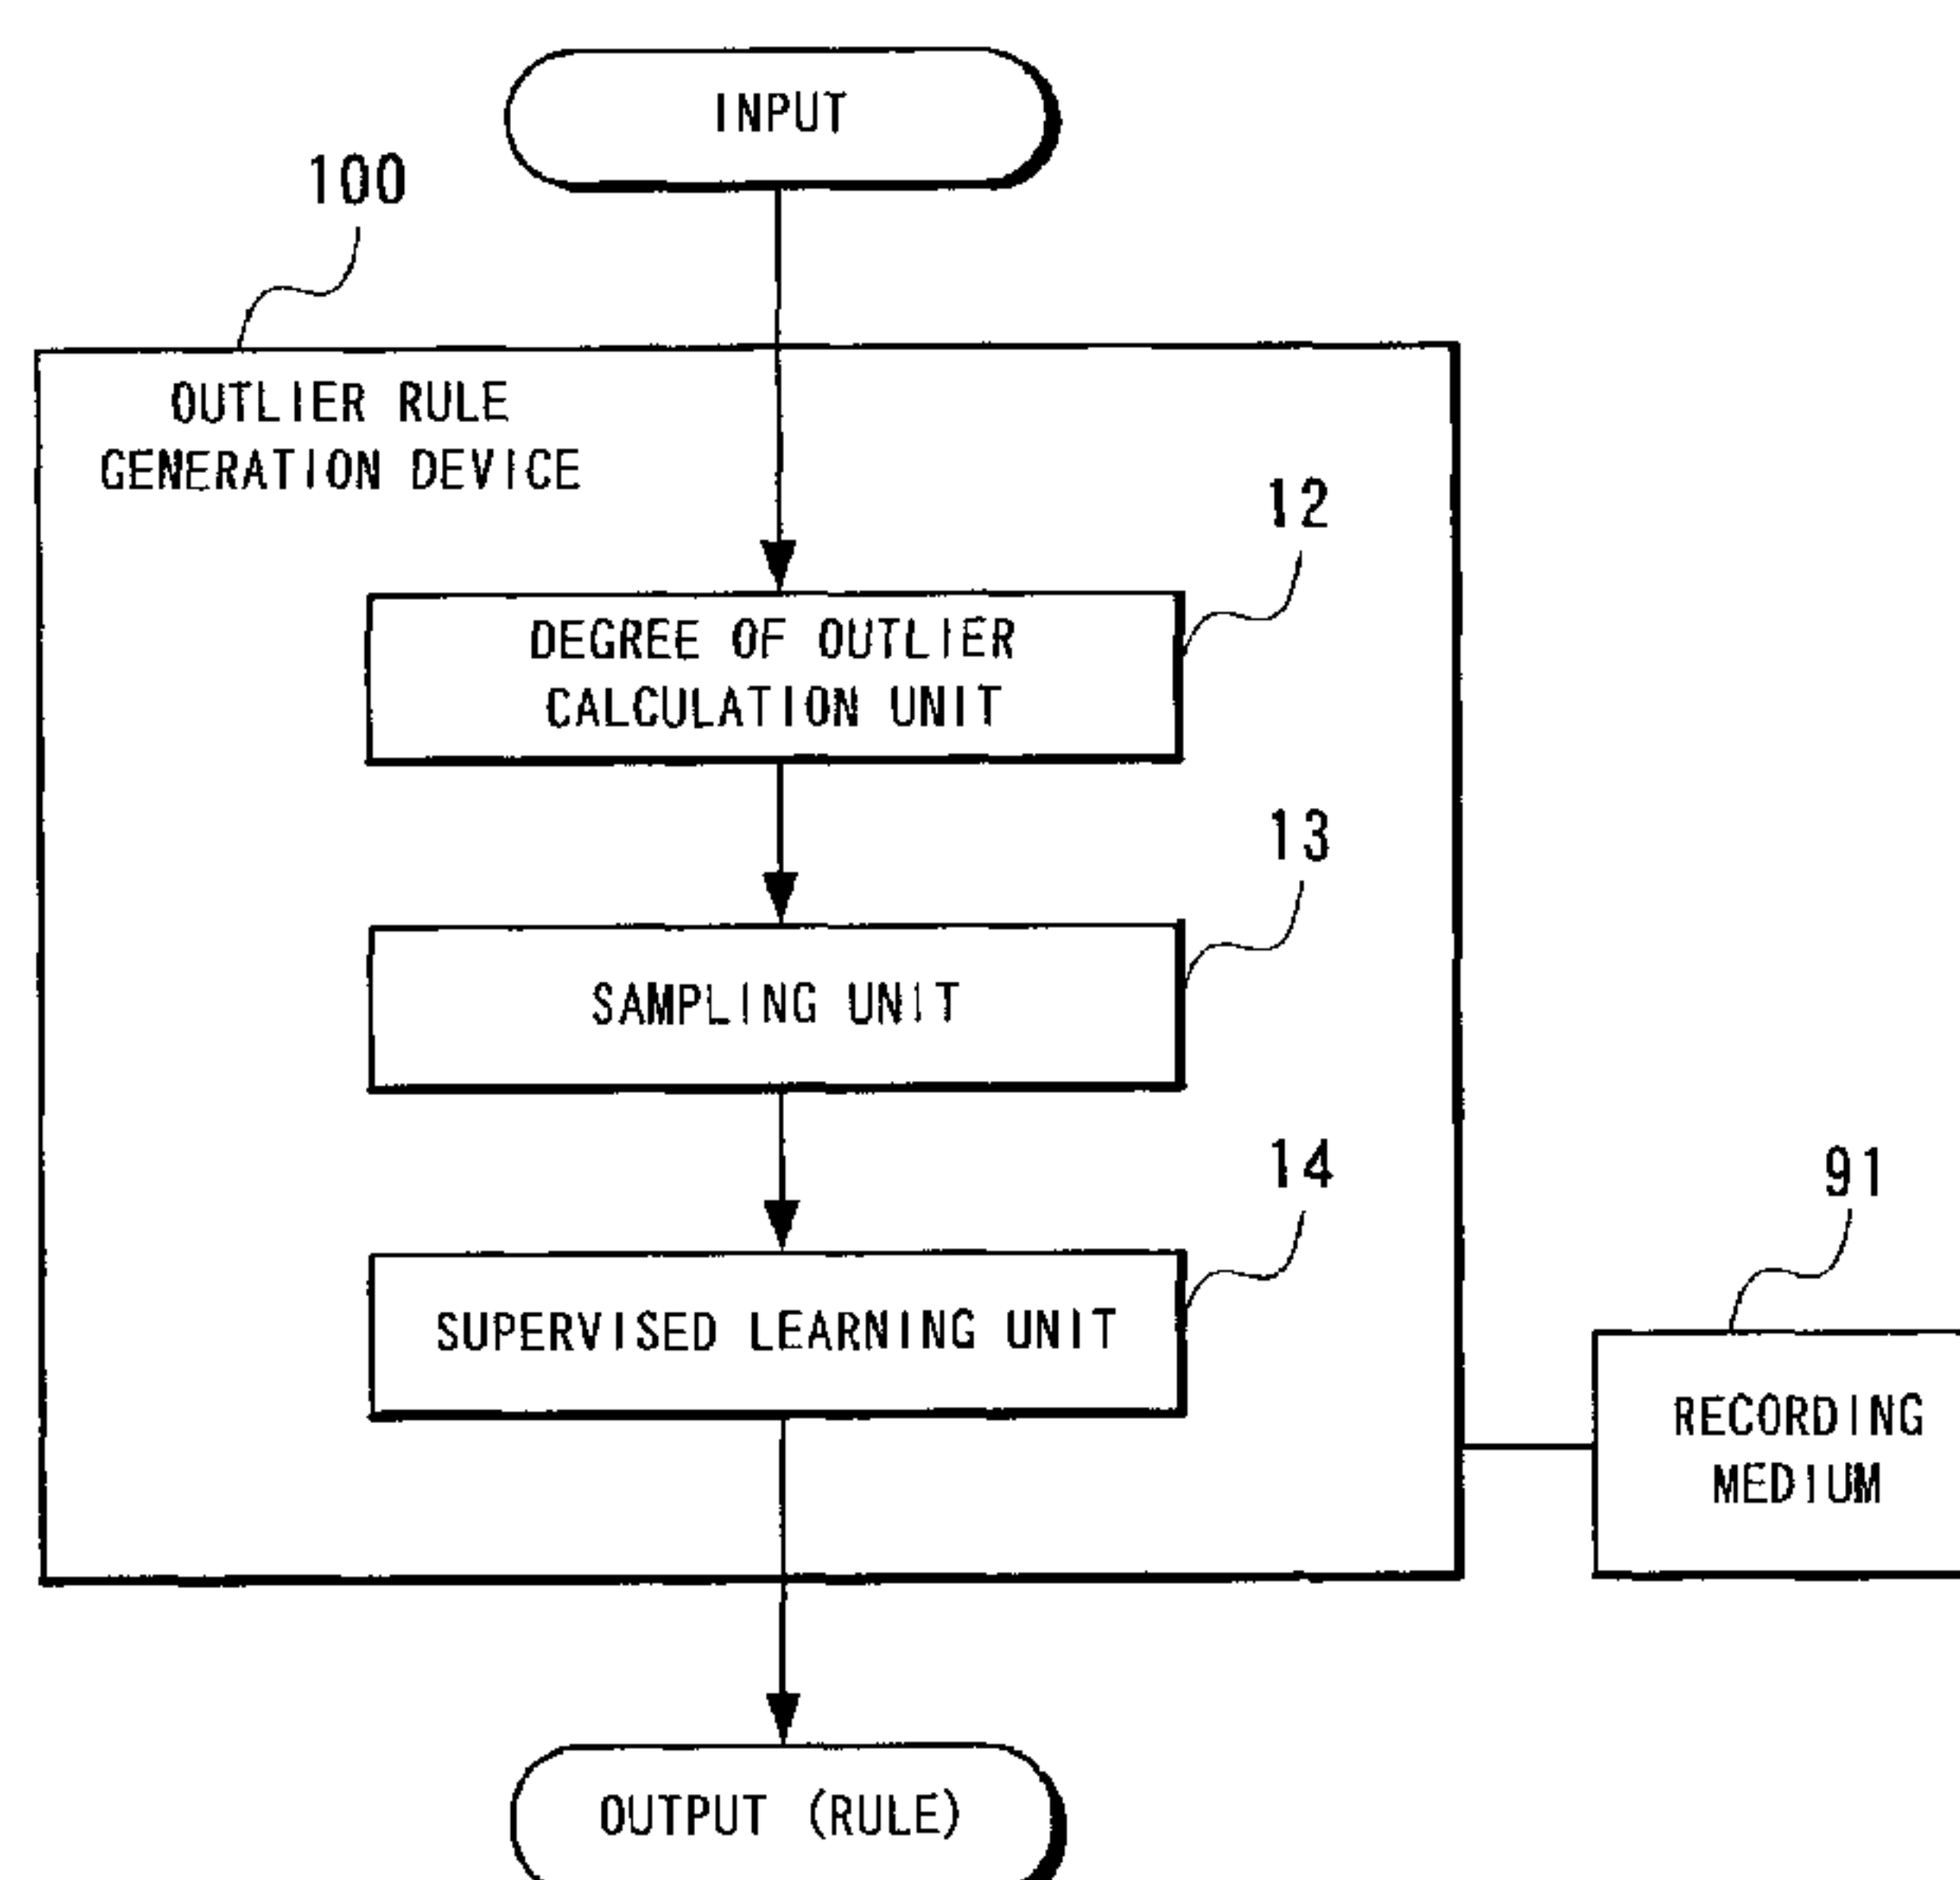 INPUT
100
OUTLIER RULE
GENERATION DEVICE
12
DEGREE OF OUTLIER
CALCULATION UNIT
13
SAMPLING UNIT
14
SUPERVISED LEARNING UNIT
91
RECORDING
MEDIUM
OUTPUT (RULE)